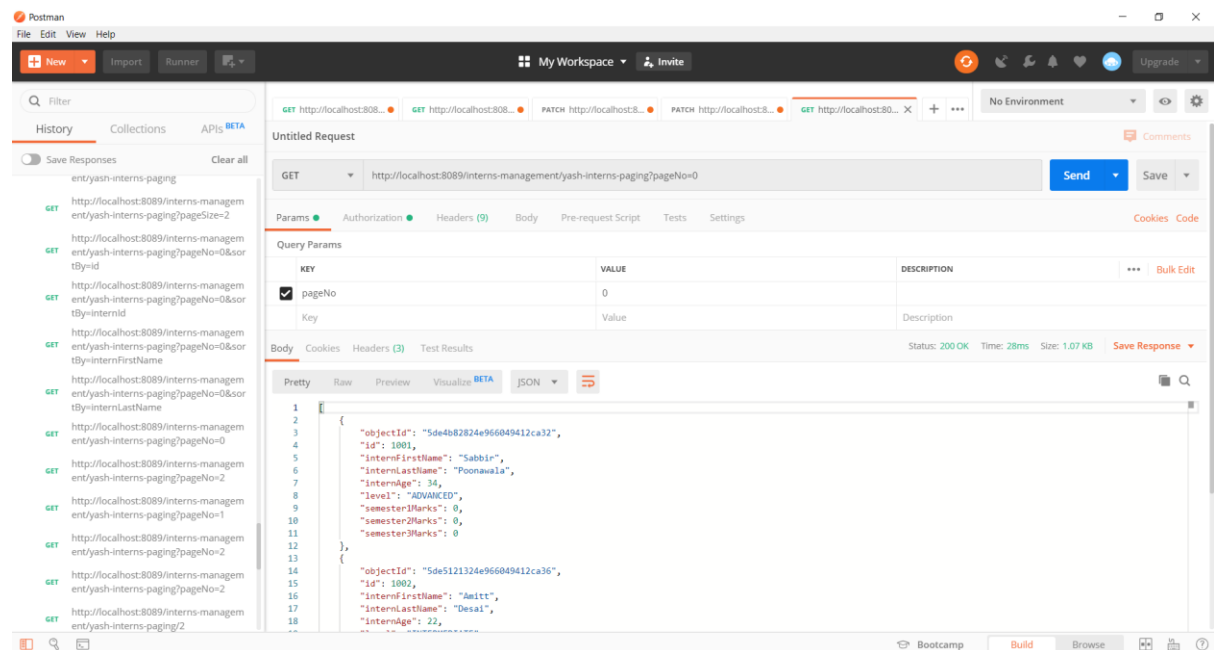 Postman
File Edit View Help
New Import Runner My Workspace Invite Upgrade
Filter
History Collections APIs BETA
Save Responses Clear all
ent/yash-interns-paging
GET http://localhost:8089/interns-managem
ent/yash-interns-paging?pageSize=2
GET http://localhost:8089/interns-managem
ent/yash-interns-paging?pageNo=0&sor
tBy=id
GET http://localhost:8089/interns-managem
ent/yash-interns-paging?pageNo=0&sor
tBy=internId
GET http://localhost:8089/interns-managem
ent/yash-interns-paging?pageNo=0&sor
tBy=internFirstName
GET http://localhost:8089/interns-managem
ent/yash-interns-paging?pageNo=0&sor
tBy=internLastName
GET http://localhost:8089/interns-managem
ent/yash-interns-paging?pageNo=0
GET http://localhost:8089/interns-managem
ent/yash-interns-paging?pageNo=2
GET http://localhost:8089/interns-managem
ent/yash-interns-paging?pageNo=1
GET http://localhost:8089/interns-managem
ent/yash-interns-paging?pageNo=2
GET http://localhost:8089/interns-managem
ent/yash-interns-paging?pageNo=2
GET http://localhost:8089/interns-managem
ent/yash-interns-paging/2
GET http://localhost:808... GET http://localhost:808... PATCH http://localhost:8... PATCH http://localhost:8... GET http://localhost:80... No Environment
Untitled Request Comments
GET http://localhost:8089/interns-management/yash-interns-paging?pageNo=0 Send Save
Params Authorization Headers (9) Body Pre-request Script Tests Settings Cookies Code
Query Params
KEY VALUE DESCRIPTION Bulk Edit
pageNo 0
Key Value Description
Body Cookies Headers (3) Test Results Status: 200 OK Time: 28ms Size: 1.07 KB Save Response
Pretty Raw Preview Visualize BETA JSON
1 [
2 {
3 "objectId": "5de4b82824e966049412ca32",
4 "id": 1001,
5 "internFirstName": "Sabbir",
6 "internLastName": "Poonawala",
7 "internAge": 34,
8 "level": "ADVANCED",
9 "semester1Marks": 0,
10 "semester2Marks": 0,
11 "semester3Marks": 0
12 },
13 {
14 "objectId": "5de5121324e966049412ca36",
15 "id": 1002,
16 "internFirstName": "Amitt",
17 "internLastName": "Desai",
18 "internAge": 22,
Bootcamp Build Browse